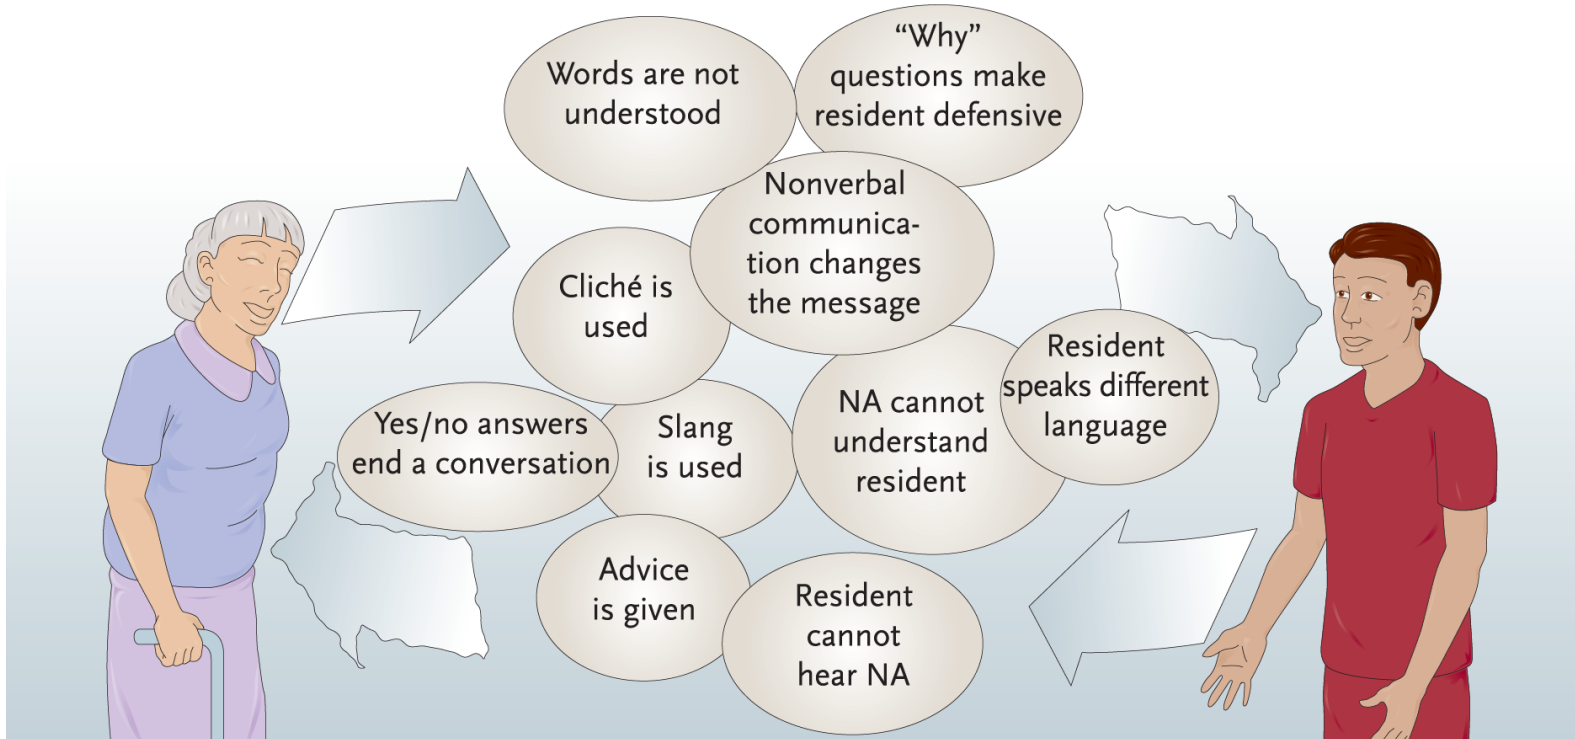 Words are not
understood
“Why”
questions make
resident defensive
Nonverbal
communica-
tion changes
the message
Cliché is
used
Resident
speaks different
language
NA cannot
understand
resident
Yes/no answers
end a conversation
Slang
is used
Advice
is given
Resident
cannot
hear NA